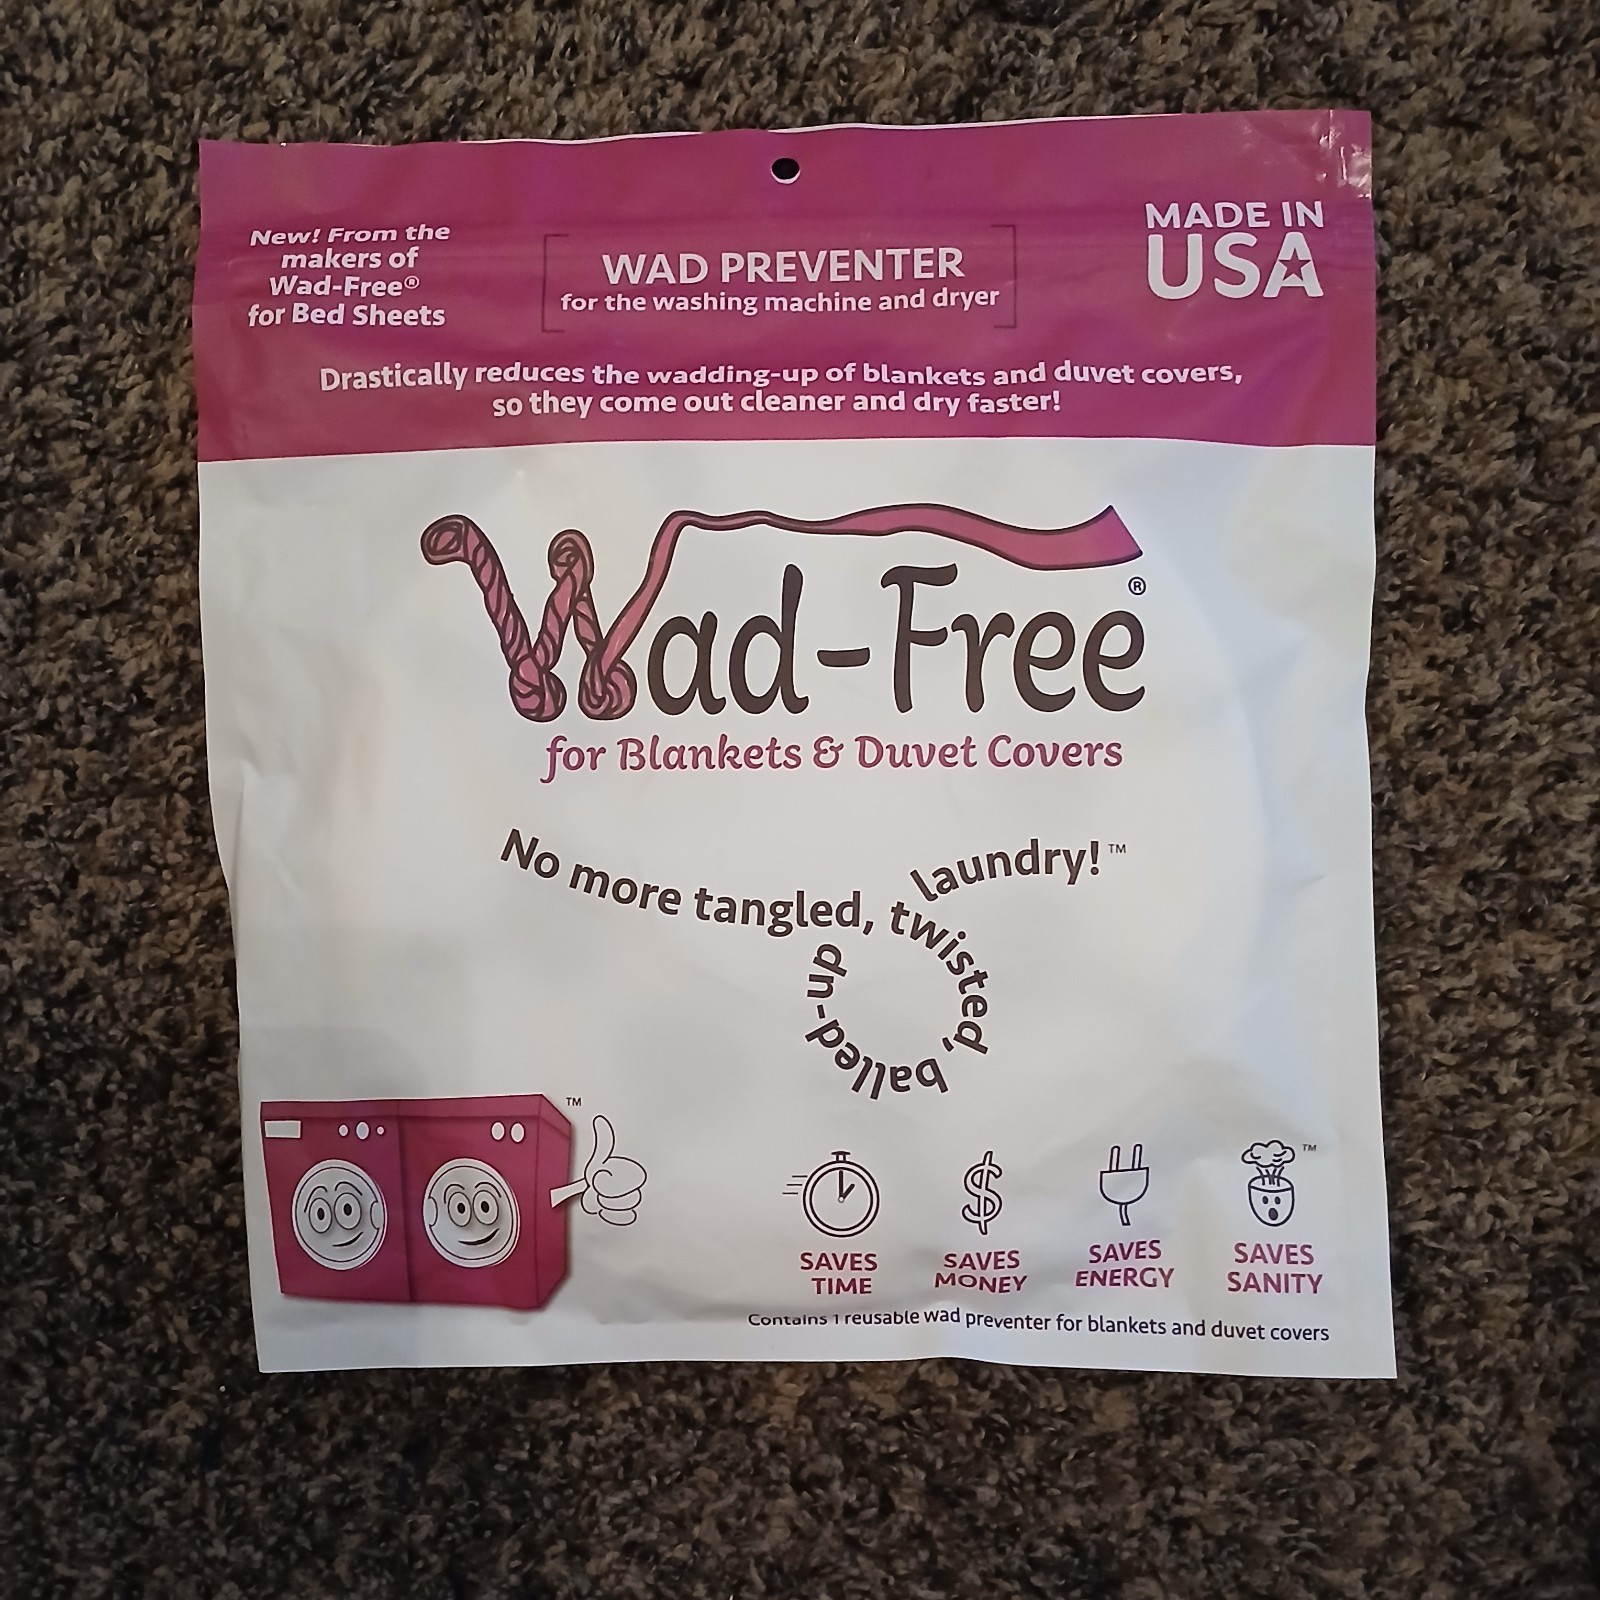 New! From the
makers of
Wad-Free®
for Bed Sheets
WAD PREVENTER
for the washing machine and dryer
MADE IN
USA
Drastically reduces the wadding-up of blankets and duvet covers,
so they come out cleaner and dry faster!
Wad-Free®
for Blankets & Duvet Covers
No more tangled, twisted, balled-up laundry!™
™
™
SAVES
TIME
SAVES
MONEY
SAVES
ENERGY
SAVES
SANITY
Contains 1 reusable wad preventer for blankets and duvet covers